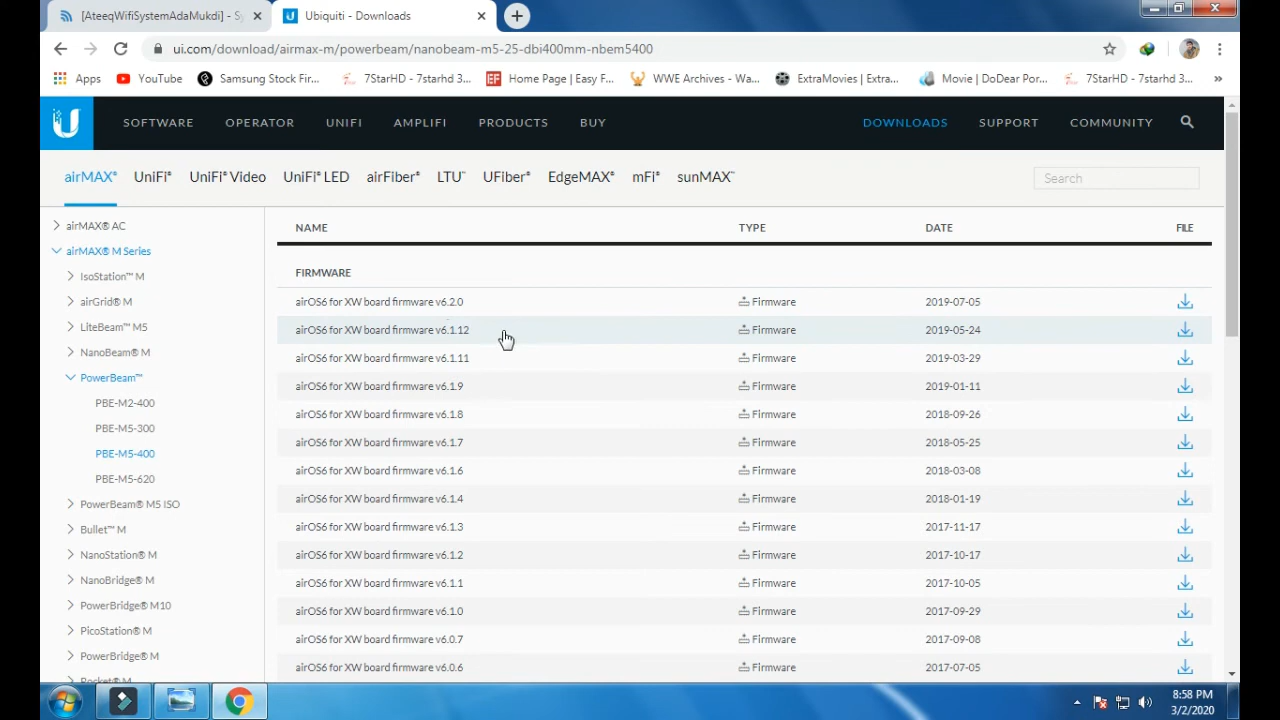 [AteeqWifiSystemAdaMukdi] - Sy
Ubiquiti - Downloads
ui.com/download/airmax-m/powerbeam/nanobeam-m5-25-dbi400mm-nbem5400
Apps YouTube Samsung Stock Fir... 7StarHD - 7starhd 3... Home Page | Easy F... WWE Archives - Wa... ExtraMovies | Extra... Movie | DoDear Por... 7StarHD - 7starhd 3... »
SOFTWARE OPERATOR UNIFI AMPLIFI PRODUCTS BUY DOWNLOADS SUPPORT COMMUNITY
airMAX® UniFi® UniFi® Video UniFi® LED airFiber® LTU™ UFiber® EdgeMAX® mFi® sunMAX™ Search
airMAX® AC
airMAX® M Series
IsoStation™ M
airGrid® M
LiteBeam™ M5
NanoBeam® M
PowerBeam™
PBE-M2-400
PBE-M5-300
PBE-M5-400
PBE-M5-620
PowerBeam® M5 ISO
Bullet™ M
NanoStation® M
NanoBridge® M
PowerBridge® M10
PicoStation® M
PowerBridge® M
Rocket® M
NAME TYPE DATE FILE
FIRMWARE
airOS6 for XW board firmware v6.2.0 Firmware 2019-07-05
airOS6 for XW board firmware v6.1.12 Firmware 2019-05-24
airOS6 for XW board firmware v6.1.11 Firmware 2019-03-29
airOS6 for XW board firmware v6.1.9 Firmware 2019-01-11
airOS6 for XW board firmware v6.1.8 Firmware 2018-09-26
airOS6 for XW board firmware v6.1.7 Firmware 2018-05-25
airOS6 for XW board firmware v6.1.6 Firmware 2018-03-08
airOS6 for XW board firmware v6.1.4 Firmware 2018-01-19
airOS6 for XW board firmware v6.1.3 Firmware 2017-11-17
airOS6 for XW board firmware v6.1.2 Firmware 2017-10-17
airOS6 for XW board firmware v6.1.1 Firmware 2017-10-05
airOS6 for XW board firmware v6.1.0 Firmware 2017-09-29
airOS6 for XW board firmware v6.0.7 Firmware 2017-09-08
airOS6 for XW board firmware v6.0.6 Firmware 2017-07-05
8:58 PM
3/2/2020